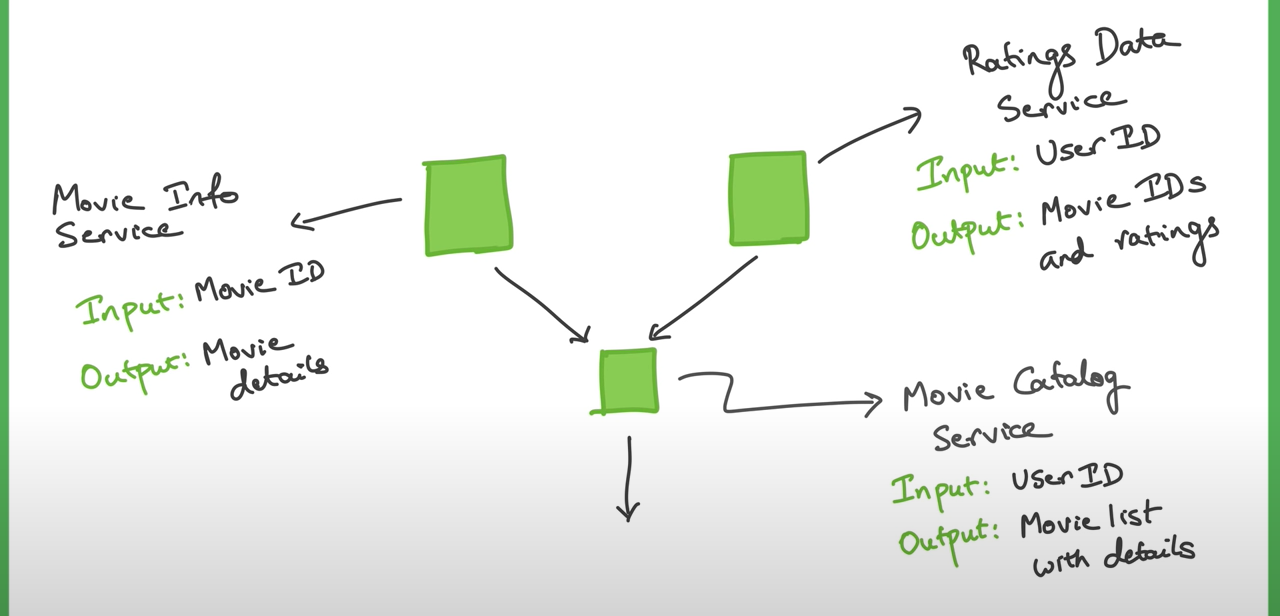 Movie Info
Service
Input: Movie ID
Output: Movie
details
Ratings Data
Service
Input: User ID
Output: Movie IDs
and ratings
Movie Catalog
Service
Input: User ID
Output: Movie list
with details